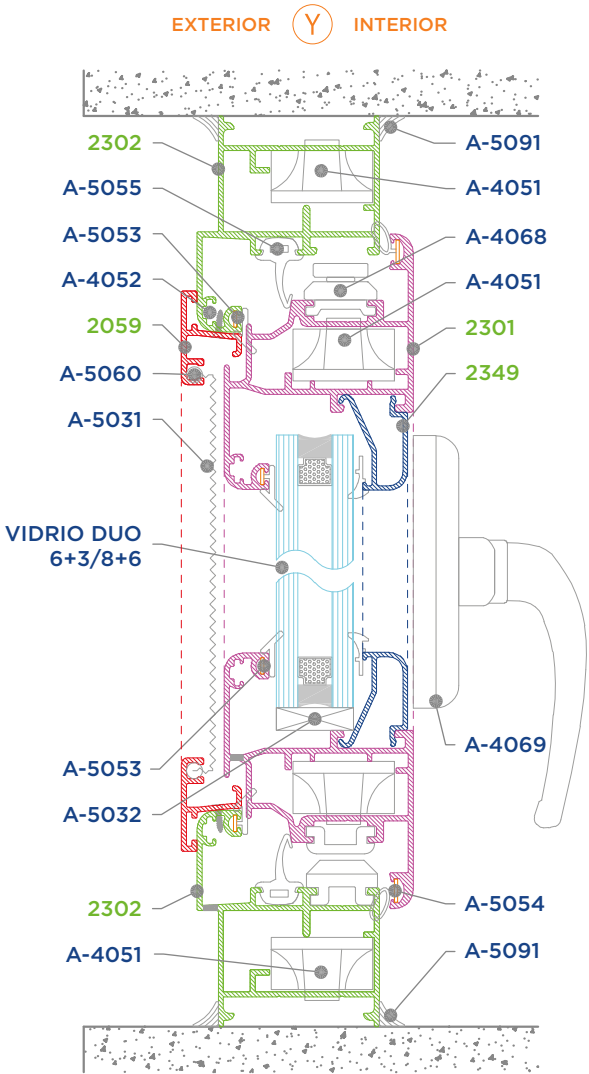 EXTERIOR Y INTERIOR
2302
A-5055
A-5053
A-4052
2059
A-5060
A-5031
VIDRIO DUO
6+3/8+6
A-5053
A-5032
2302
A-4051
A-5091
A-4051
A-4068
A-4051
2301
2349
A-4069
A-5054
A-5091